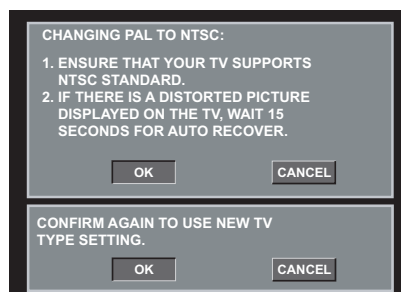 CHANGING PAL TO NTSC:
1. ENSURE THAT YOUR TV SUPPORTS
NTSC STANDARD.
2. IF THERE IS A DISTORTED PICTURE
DISPLAYED ON THE TV, WAIT 15
SECONDS FOR AUTO RECOVER.
OK CANCEL
CONFIRM AGAIN TO USE NEW TV
TYPE SETTING.
OK CANCEL